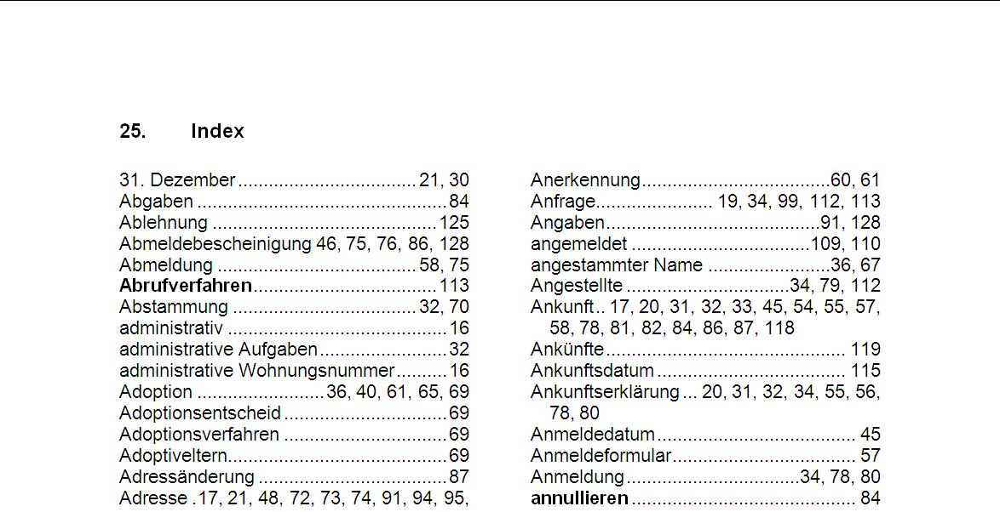 25. Index
31. Dezember................................... 21, 30
Abgaben ................................................. 84
Ablehnung ............................................ 125
Abmeldebescheinigung 46, 75, 76, 86, 128
Abmeldung ....................................... 58, 75
Abrufverfahren.................................... 113
Abstammung .................................... 32, 70
administrativ ........................................... 16
administrative Aufgaben......................... 32
administrative Wohnungsnummer.......... 16
Adoption ......................... 36, 40, 61, 65, 69
Adoptionsentscheid ................................ 69
Adoptionsverfahren ................................ 69
Adoptiveltern........................................... 69
Adressänderung ..................................... 87
Adresse . 17, 21, 48, 72, 73, 74, 91, 94, 95,
Anerkennung..................................... 60, 61
Anfrage....................... 19, 34, 99, 112, 113
Angaben.......................................... 91, 128
angemeldet ................................... 109, 110
angestammter Name ........................ 36, 67
Angestellte ................................ 34, 79, 112
Ankunft.. 17, 20, 31, 32, 33, 45, 54, 55, 57,
58, 78, 81, 82, 84, 86, 87, 118
Ankünfte............................................... 119
Ankunftsdatum ..................................... 115
Ankunftserklärung ... 20, 31, 32, 34, 55, 56,
78, 80
Anmeldedatum....................................... 45
Anmeldeformular.................................... 57
Anmeldung .................................. 34, 78, 80
annullieren ............................................ 84